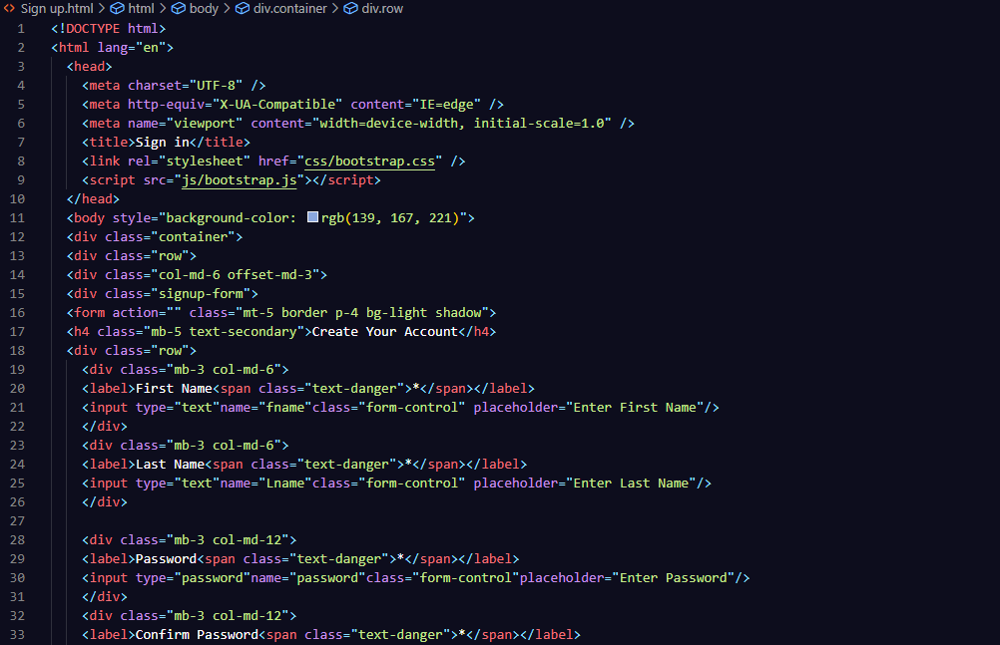 Sign up.html > html > body > div.container > div.row
1 <!DOCTYPE html>
2 <html lang="en">
3 <head>
4 <meta charset="UTF-8" />
5 <meta http-equiv="X-UA-Compatible" content="IE=edge" />
6 <meta name="viewport" content="width=device-width, initial-scale=1.0" />
7 <title>Sign in</title>
8 <link rel="stylesheet" href="css/bootstrap.css" />
9 <script src="js/bootstrap.js"></script>
10 </head>
11 <body style="background-color: rgb(139, 167, 221)">
12 <div class="container">
13 <div class="row">
14 <div class="col-md-6 offset-md-3">
15 <div class="signup-form">
16 <form action="" class="mt-5 border p-4 bg-light shadow">
17 <h4 class="mb-5 text-secondary">Create Your Account</h4>
18 <div class="row">
19 <div class="mb-3 col-md-6">
20 <label>First Name<span class="text-danger">*</span></label>
21 <input type="text"name="fname"class="form-control" placeholder="Enter First Name"/>
22 </div>
23 <div class="mb-3 col-md-6">
24 <label>Last Name<span class="text-danger">*</span></label>
25 <input type="text"name="Lname"class="form-control" placeholder="Enter Last Name"/>
26 </div>
27
28 <div class="mb-3 col-md-12">
29 <label>Password<span class="text-danger">*</span></label>
30 <input type="password"name="password"class="form-control"placeholder="Enter Password"/>
31 </div>
32 <div class="mb-3 col-md-12">
33 <label>Confirm Password<span class="text-danger">*</span></label>